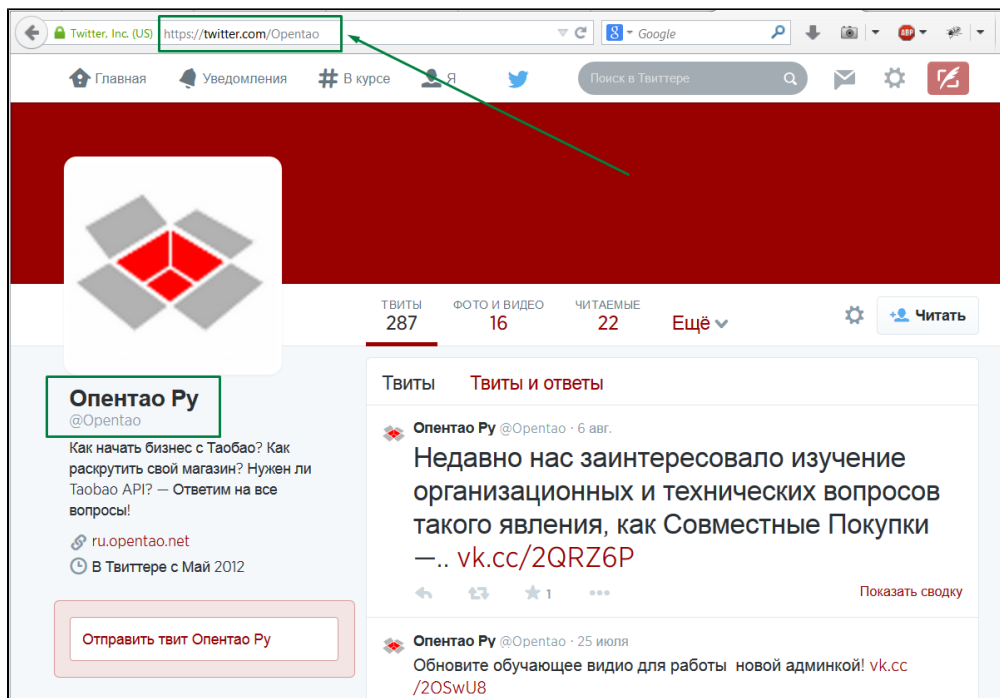 Twitter, Inc. (US) https://twitter.com/Opentao Google ABP
Главная Уведомления # В курсе Я Поиск в Твиттере
ТВИТЫ ФОТО И ВИДЕО ЧИТАЕМЫЕ
287 16 22 Ещё Читать
Опентао Ру
@Opentao
Как начать бизнес с Таобао? Как
раскрутить свой магазин? Нужен ли
Taobao API? — Ответим на все
вопросы!
ru.opentao.net
В Твиттере с Май 2012
Отправить твит Опентао Ру
Твиты Твиты и ответы
Опентао Ру @Opentao · 6 авг.
Недавно нас заинтересовало изучение
организационных и технических вопросов
такого явления, как Совместные Покупки
—.. vk.cc/2QRZ6P
1 Показать сводку
Опентао Ру @Opentao · 25 июля
Обновите обучающее видио для работы новой админкой! vk.cc
/2OSwU8